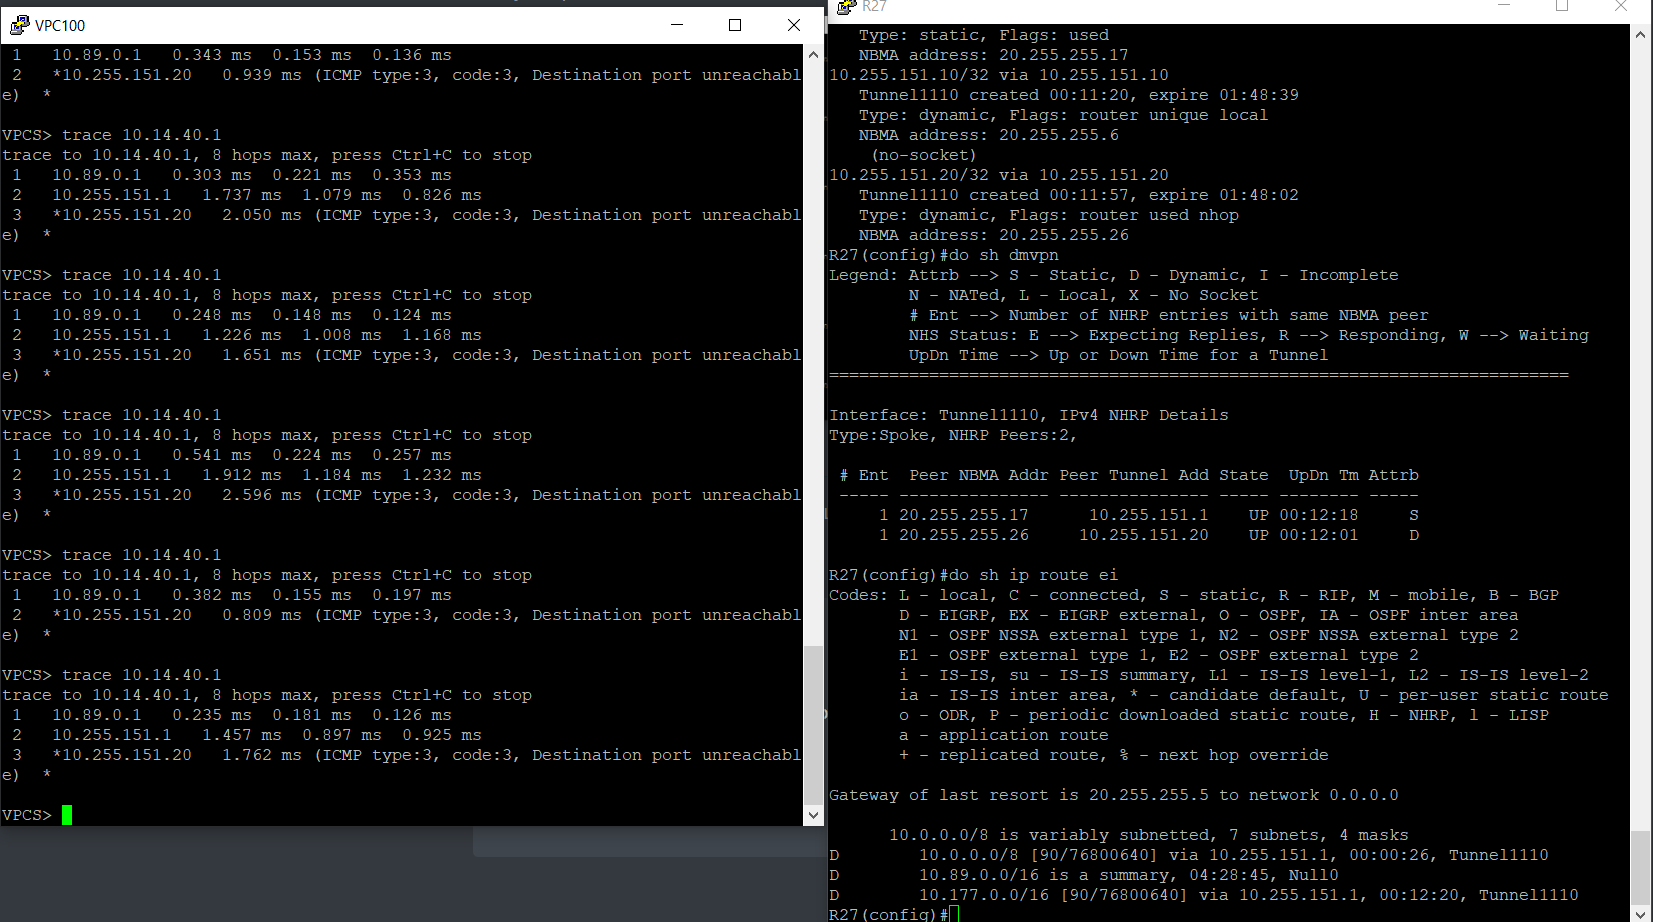 VPC100
1 10.89.0.1 0.343 ms 0.153 ms 0.136 ms
2 *10.255.151.20 0.939 ms (ICMP type:3, code:3, Destination port unreachabl
e) *
VPCS> trace 10.14.40.1
trace to 10.14.40.1, 8 hops max, press Ctrl+C to stop
1 10.89.0.1 0.303 ms 0.221 ms 0.353 ms
2 10.255.151.1 1.737 ms 1.079 ms 0.826 ms
3 *10.255.151.20 2.050 ms (ICMP type:3, code:3, Destination port unreachabl
e) *
VPCS> trace 10.14.40.1
trace to 10.14.40.1, 8 hops max, press Ctrl+C to stop
1 10.89.0.1 0.248 ms 0.148 ms 0.124 ms
2 10.255.151.1 1.226 ms 1.008 ms 1.168 ms
3 *10.255.151.20 1.651 ms (ICMP type:3, code:3, Destination port unreachabl
e) *
VPCS> trace 10.14.40.1
trace to 10.14.40.1, 8 hops max, press Ctrl+C to stop
1 10.89.0.1 0.541 ms 0.224 ms 0.257 ms
2 10.255.151.1 1.912 ms 1.184 ms 1.232 ms
3 *10.255.151.20 2.596 ms (ICMP type:3, code:3, Destination port unreachabl
e) *
VPCS> trace 10.14.40.1
trace to 10.14.40.1, 8 hops max, press Ctrl+C to stop
1 10.89.0.1 0.382 ms 0.155 ms 0.197 ms
2 *10.255.151.20 0.809 ms (ICMP type:3, code:3, Destination port unreachabl
e) *
VPCS> trace 10.14.40.1
trace to 10.14.40.1, 8 hops max, press Ctrl+C to stop
1 10.89.0.1 0.235 ms 0.181 ms 0.126 ms
2 10.255.151.1 1.457 ms 0.897 ms 0.925 ms
3 *10.255.151.20 1.762 ms (ICMP type:3, code:3, Destination port unreachabl
e) *
VPCS>
R27
Type: static, Flags: used
NBMA address: 20.255.255.17
10.255.151.10/32 via 10.255.151.10
Tunnel1110 created 00:11:20, expire 01:48:39
Type: dynamic, Flags: router unique local
NBMA address: 20.255.255.6
(no-socket)
10.255.151.20/32 via 10.255.151.20
Tunnel1110 created 00:11:57, expire 01:48:02
Type: dynamic, Flags: router used nhop
NBMA address: 20.255.255.26
R27(config)#do sh dmvpn
Legend: Attrb --> S - Static, D - Dynamic, I - Incomplete
N - NATed, L - Local, X - No Socket
# Ent --> Number of NHRP entries with same NBMA peer
NHS Status: E --> Expecting Replies, R --> Responding, W --> Waiting
UpDn Time --> Up or Down Time for a Tunnel
==========================================================================
Interface: Tunnel1110, IPv4 NHRP Details
Type:Spoke, NHRP Peers:2,
# Ent Peer NBMA Addr Peer Tunnel Add State UpDn Tm Attrb
----- --------------- --------------- ----- -------- -----
1 20.255.255.17 10.255.151.1 UP 00:12:18 S
1 20.255.255.26 10.255.151.20 UP 00:12:01 D
R27(config)#do sh ip route ei
Codes: L - local, C - connected, S - static, R - RIP, M - mobile, B - BGP
D - EIGRP, EX - EIGRP external, O - OSPF, IA - OSPF inter area
N1 - OSPF NSSA external type 1, N2 - OSPF NSSA external type 2
E1 - OSPF external type 1, E2 - OSPF external type 2
i - IS-IS, su - IS-IS summary, L1 - IS-IS level-1, L2 - IS-IS level-2
ia - IS-IS inter area, * - candidate default, U - per-user static route
o - ODR, P - periodic downloaded static route, H - NHRP, l - LISP
a - application route
+ - replicated route, % - next hop override
Gateway of last resort is 20.255.255.5 to network 0.0.0.0
10.0.0.0/8 is variably subnetted, 7 subnets, 4 masks
D 10.0.0.0/8 [90/76800640] via 10.255.151.1, 00:00:26, Tunnel1110
D 10.89.0.0/16 is a summary, 04:28:45, Null0
D 10.177.0.0/16 [90/76800640] via 10.255.151.1, 00:12:20, Tunnel1110
R27(config)#